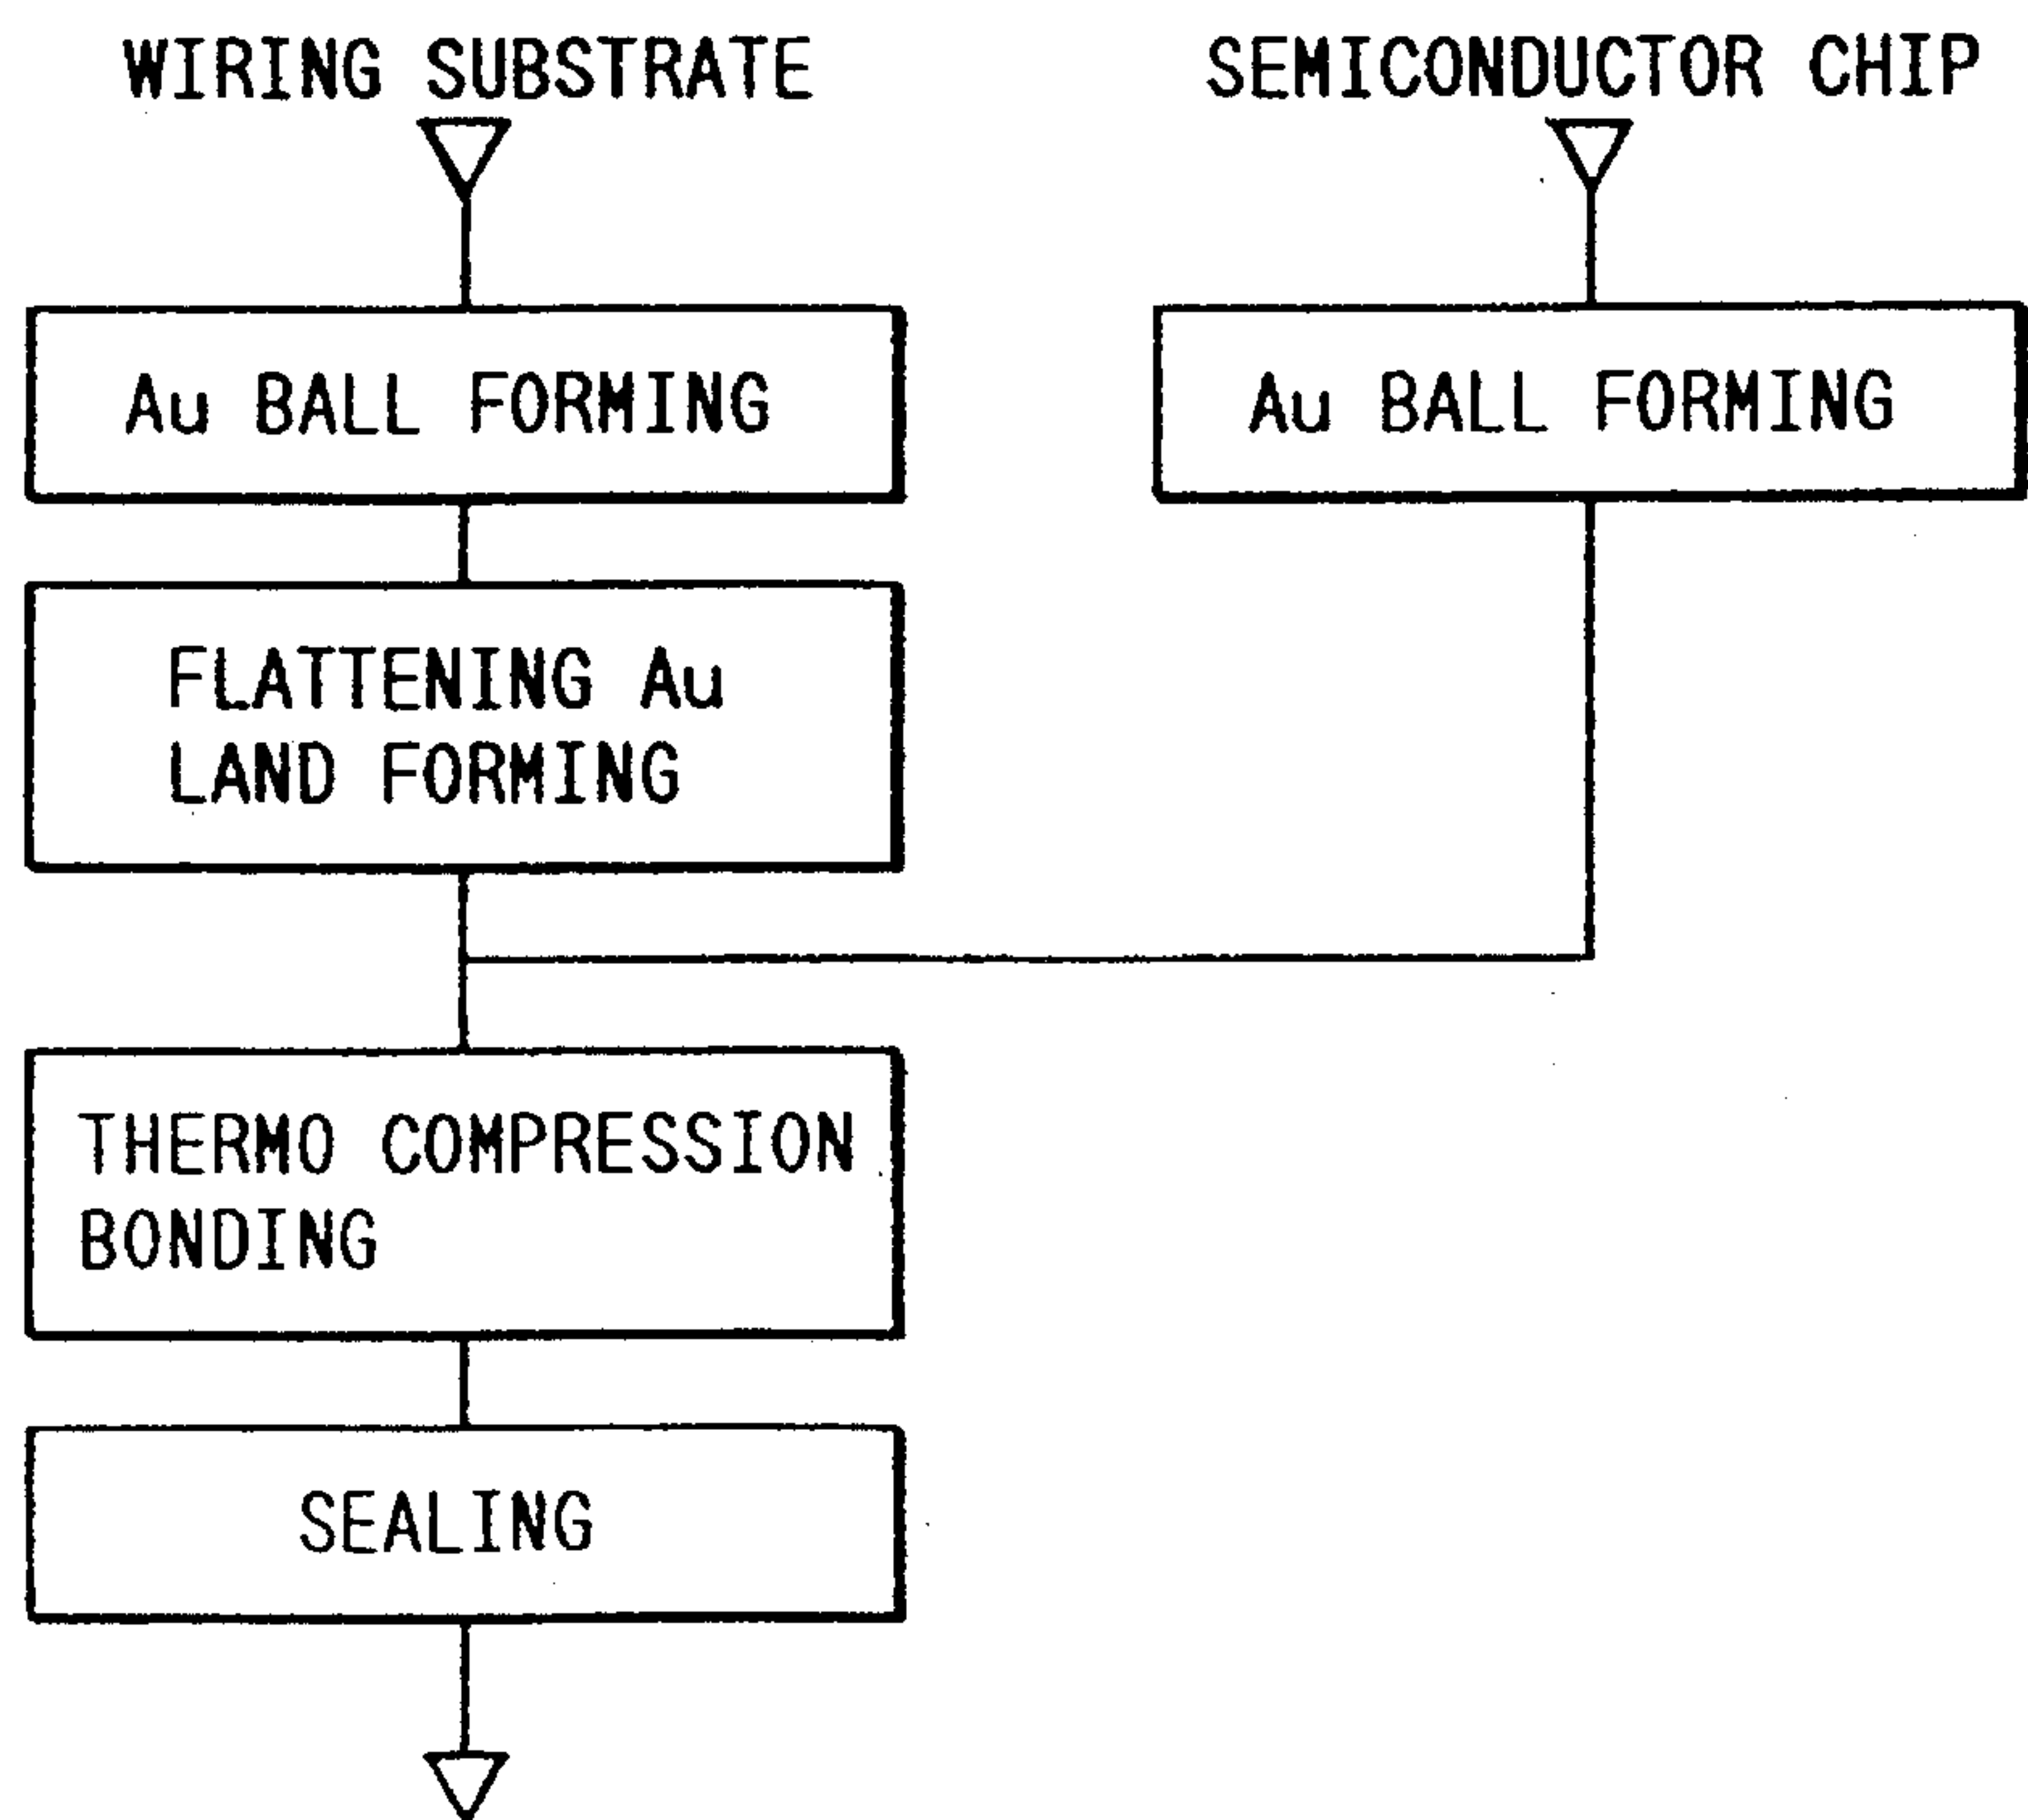 WIRING SUBSTRATE
SEMICONDUCTOR CHIP
Au BALL FORMING
Au BALL FORMING
FLATTENING Au
LAND FORMING
THERMO COMPRESSION
BONDING
SEALING